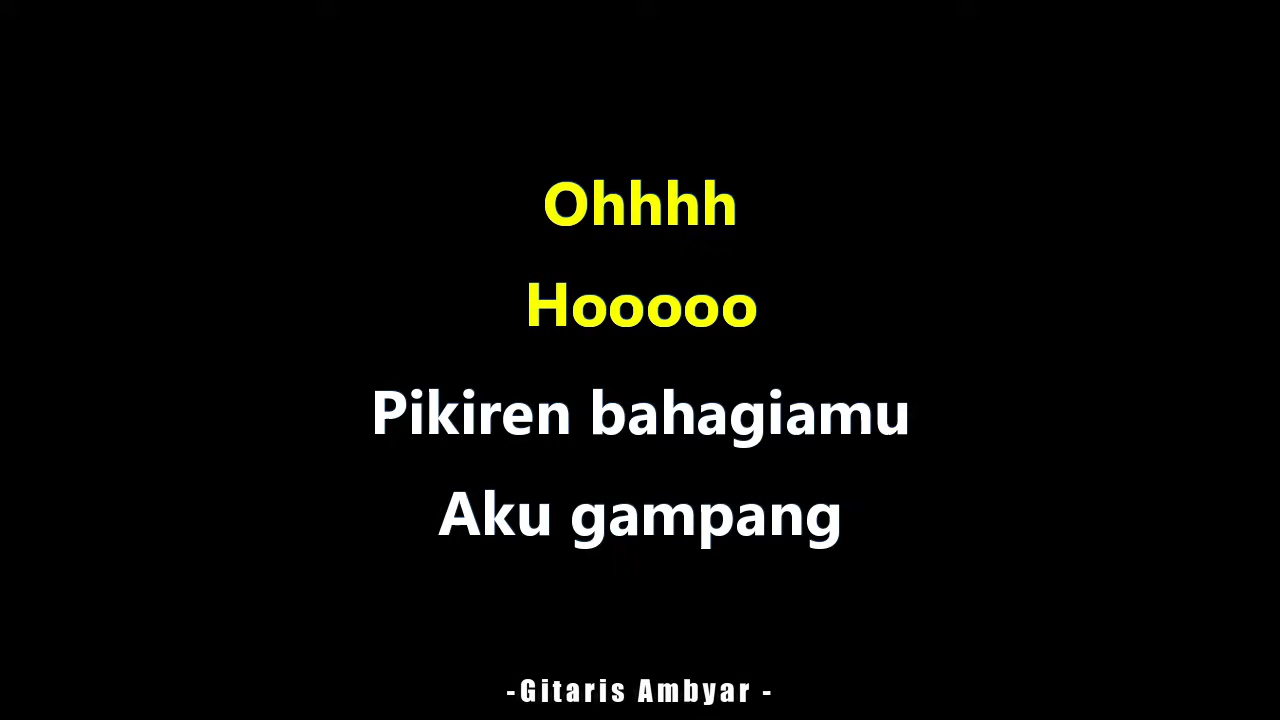 Ohhhh
Hooooo
Pikiren bahagiamu
Aku gampang
-Gitaris Ambyar -